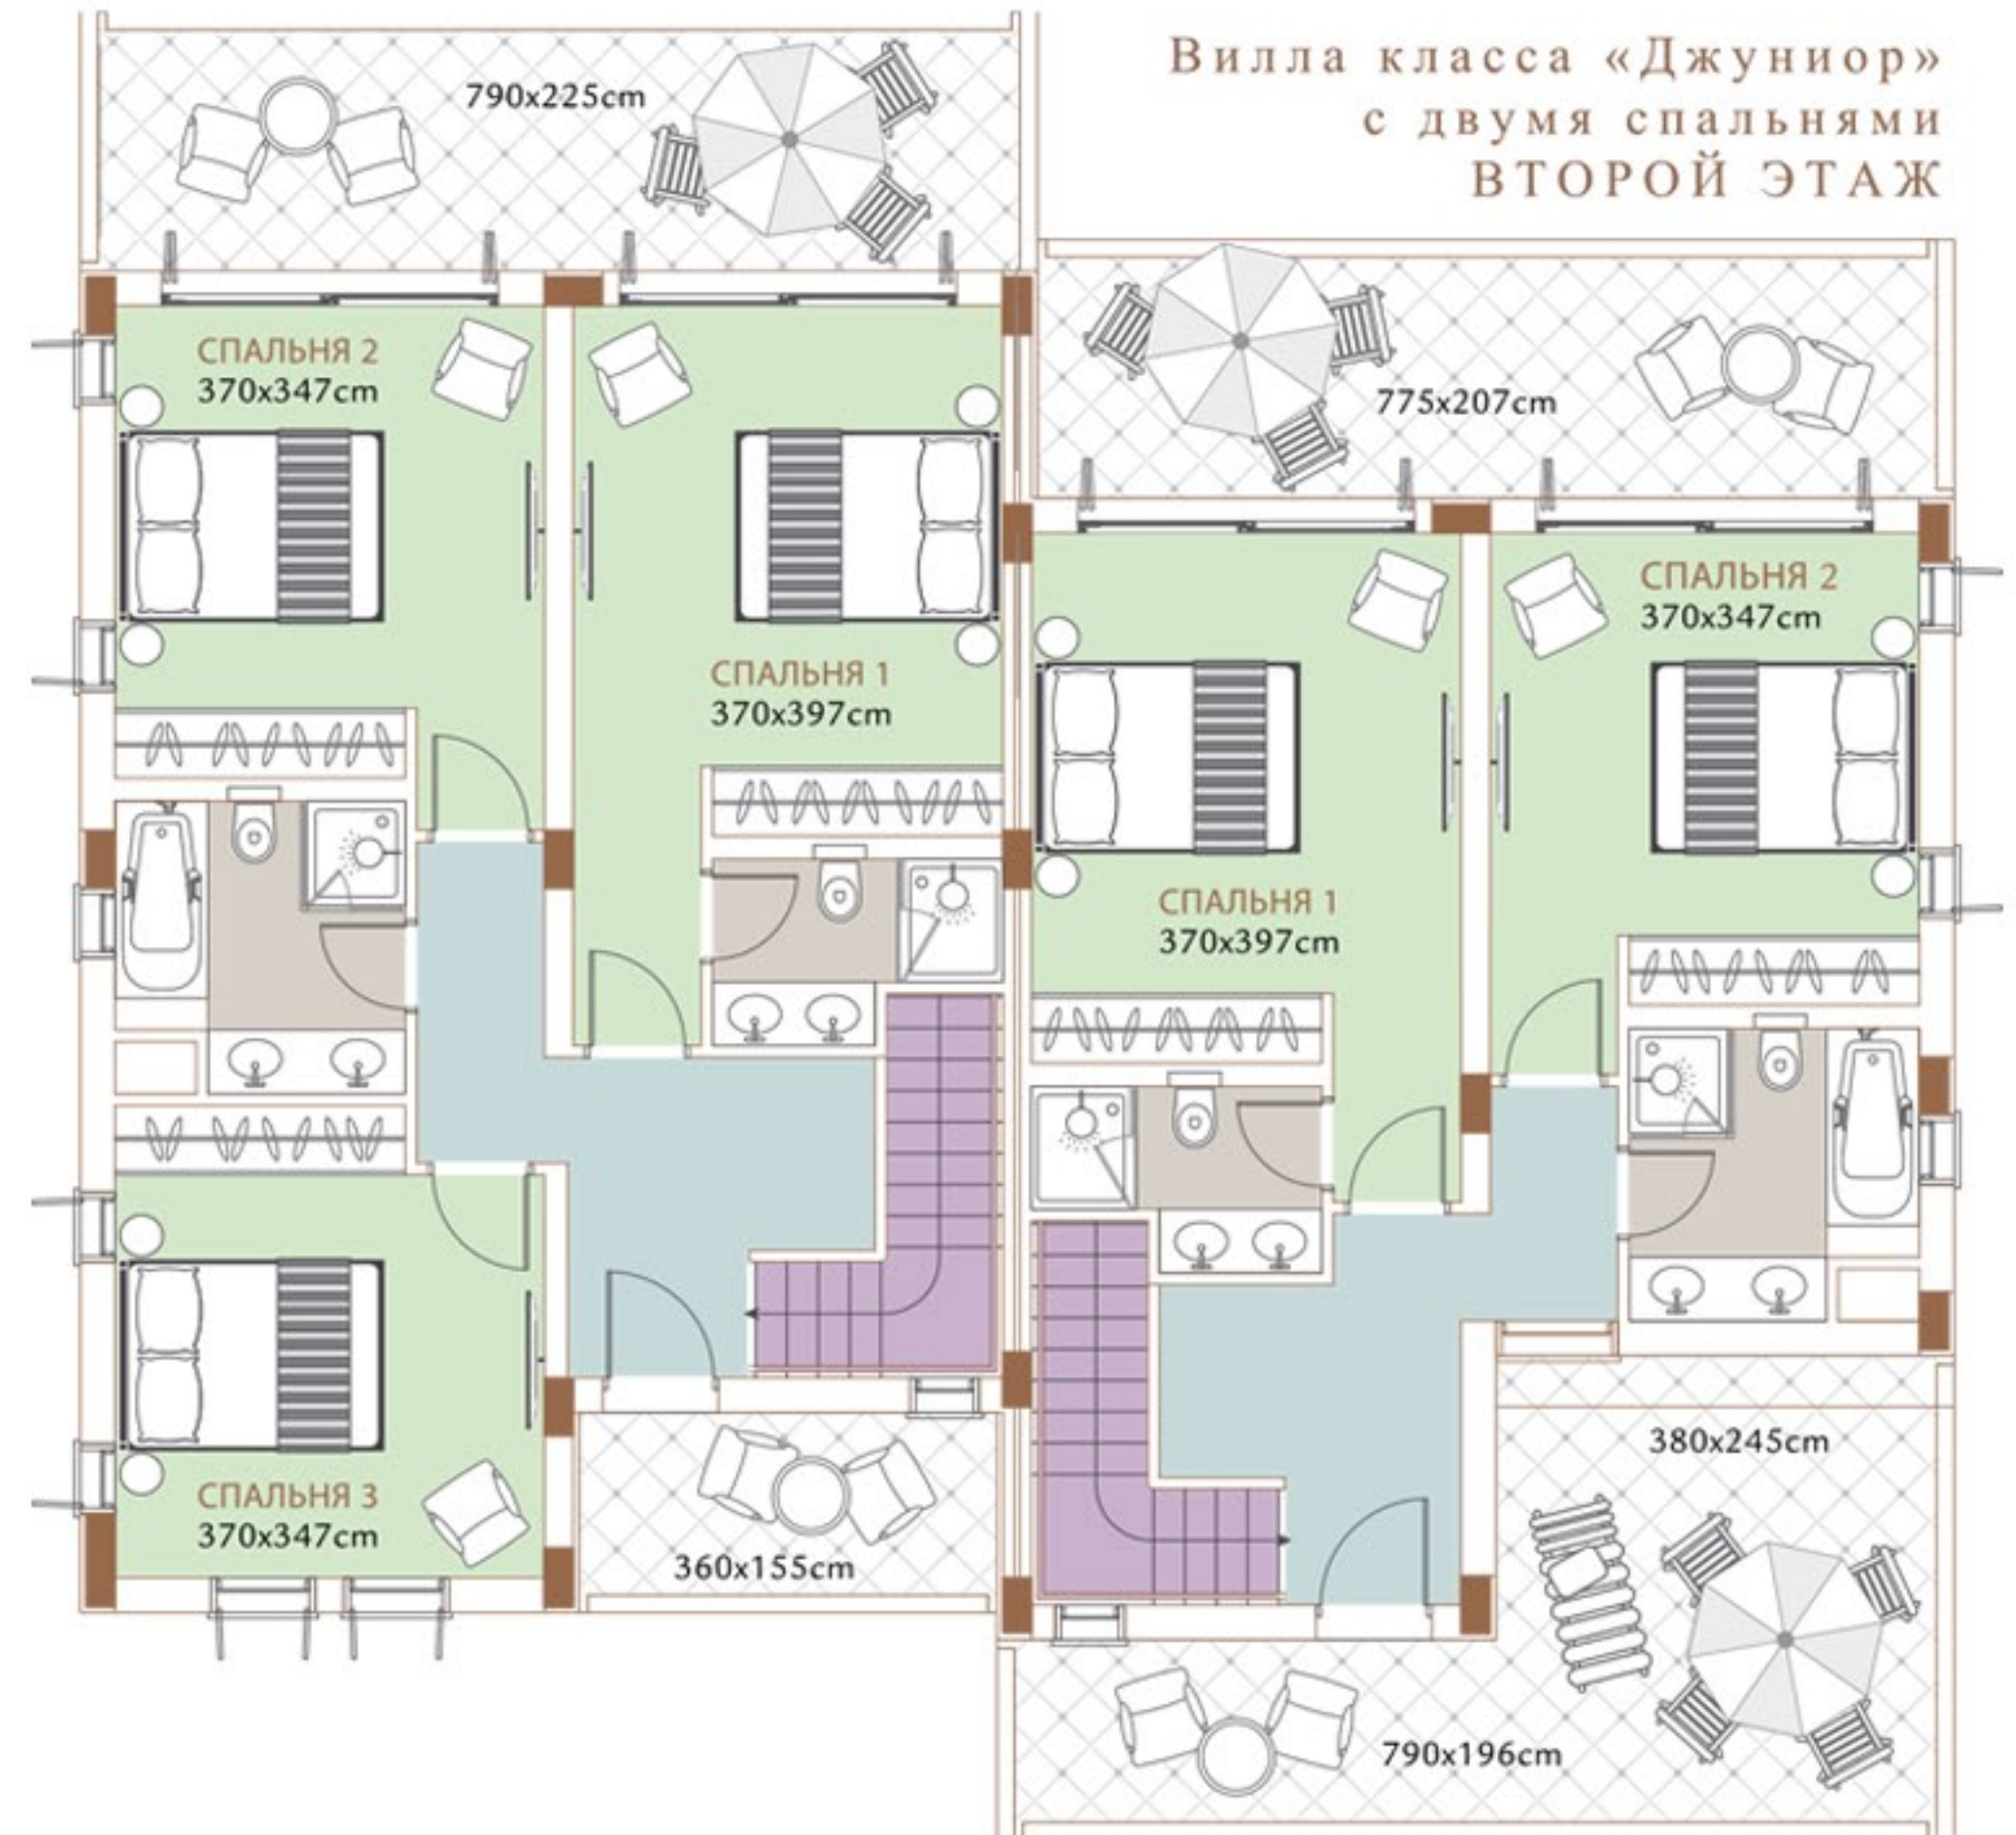 Вилла класса «Джуниор»
с двумя спальнями
ВТОРОЙ ЭТАЖ
790x225cm
СПАЛЬНЯ 2
370x347cm
СПАЛЬНЯ 1
370x397cm
СПАЛЬНЯ 3
370x347cm
360x155cm
775x207cm
СПАЛЬНЯ 2
370x347cm
СПАЛЬНЯ 1
370x397cm
380x245cm
790x196cm